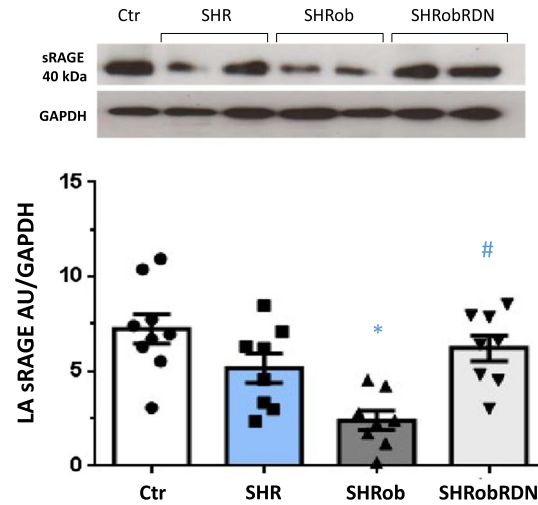 Ctr SHR SHRob SHRobRDN
sRAGE
40 kDa
GAPDH
LA sRAGE AU/GAPDH
15
10
5
0
*
#
Ctr SHR SHRob SHRobRDN